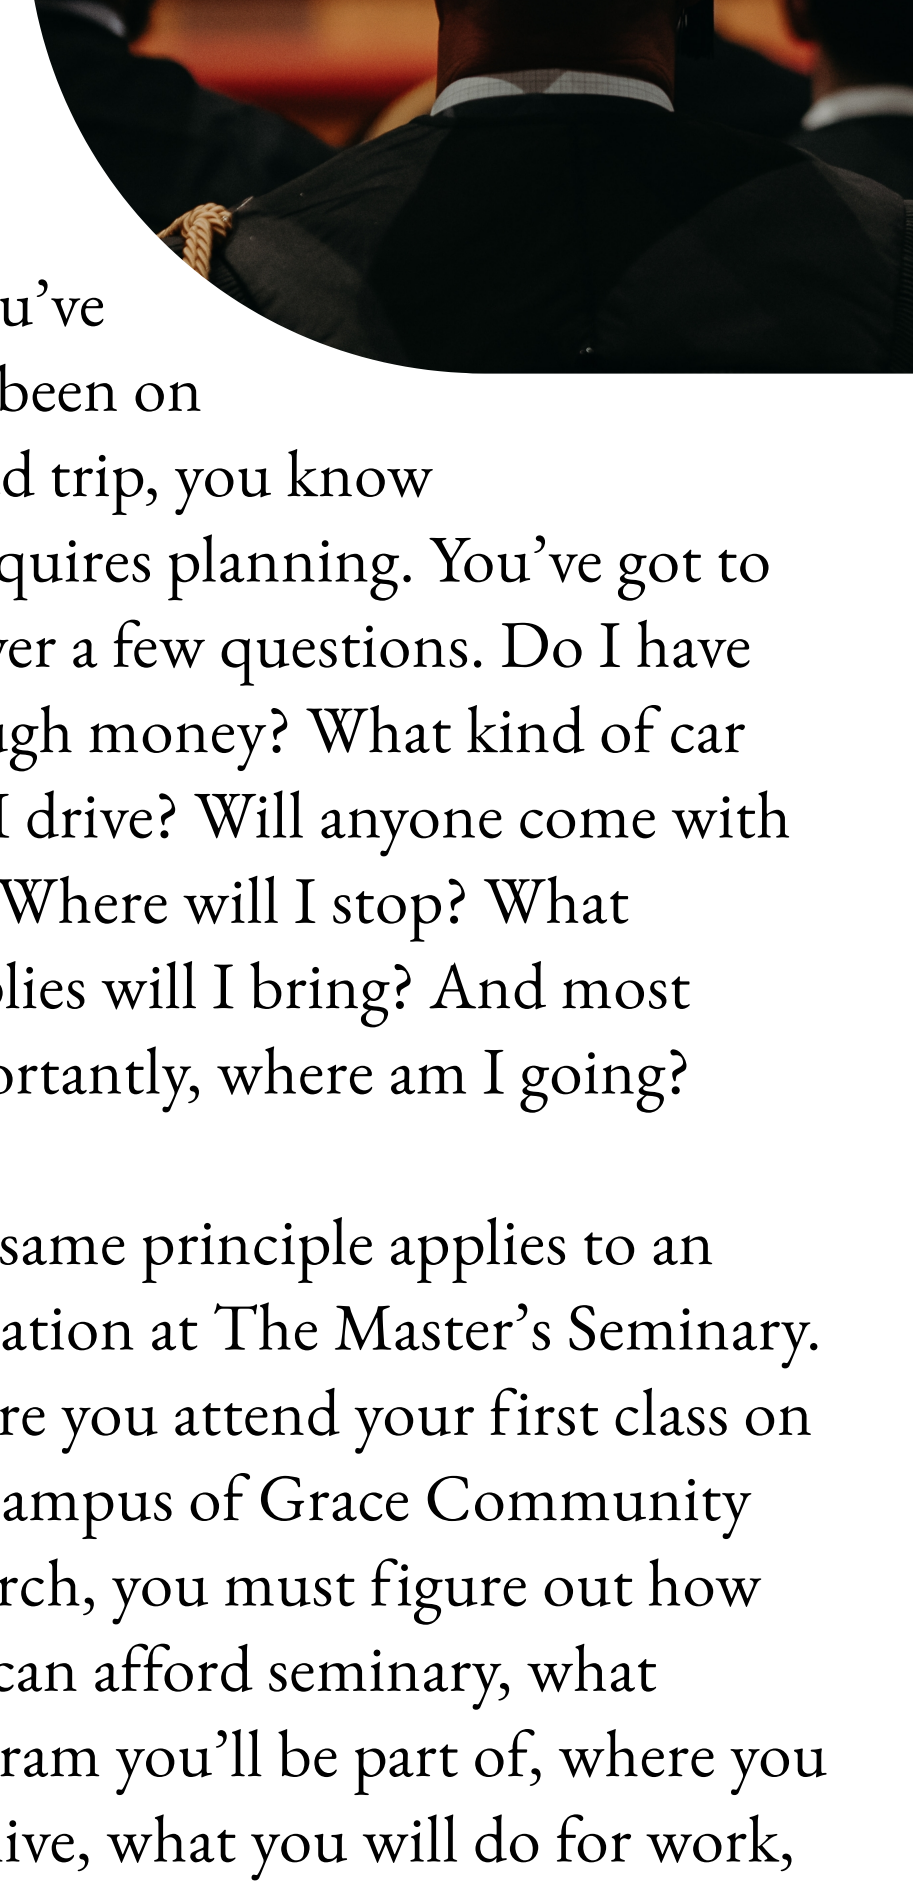 u’ve
been on
d trip, you know
quires planning. You’ve got to
ver a few questions. Do I have
ugh money? What kind of car
I drive? Will anyone come with
Where will I stop? What
plies will I bring? And most
ortantly, where am I going?
same principle applies to an
ation at The Master’s Seminary.
re you attend your first class on
ampus of Grace Community
rch, you must figure out how
can afford seminary, what
ram you’ll be part of, where you
live, what you will do for work,